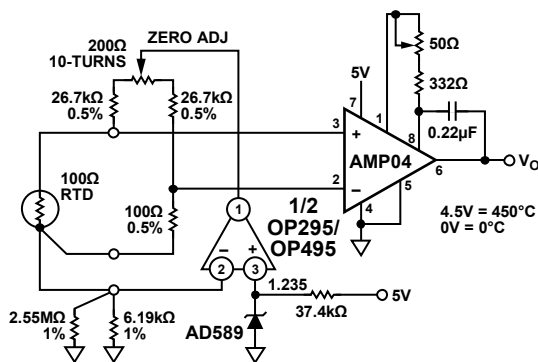 ZERO ADJ
200Ω
10-TURNS
26.7kΩ
0.5%
26.7kΩ
0.5%
50Ω
332Ω
5V
7
1
8
0.22µF
3
+
AMP04
6
VO
2
−
5
4
100Ω
RTD
100Ω
0.5%
1
1/2
OP295/
OP495
4.5V = 450°C
0V = 0°C
−
+
2
3
1.235
37.4kΩ
5V
2.55MΩ
1%
6.19kΩ
1%
AD589